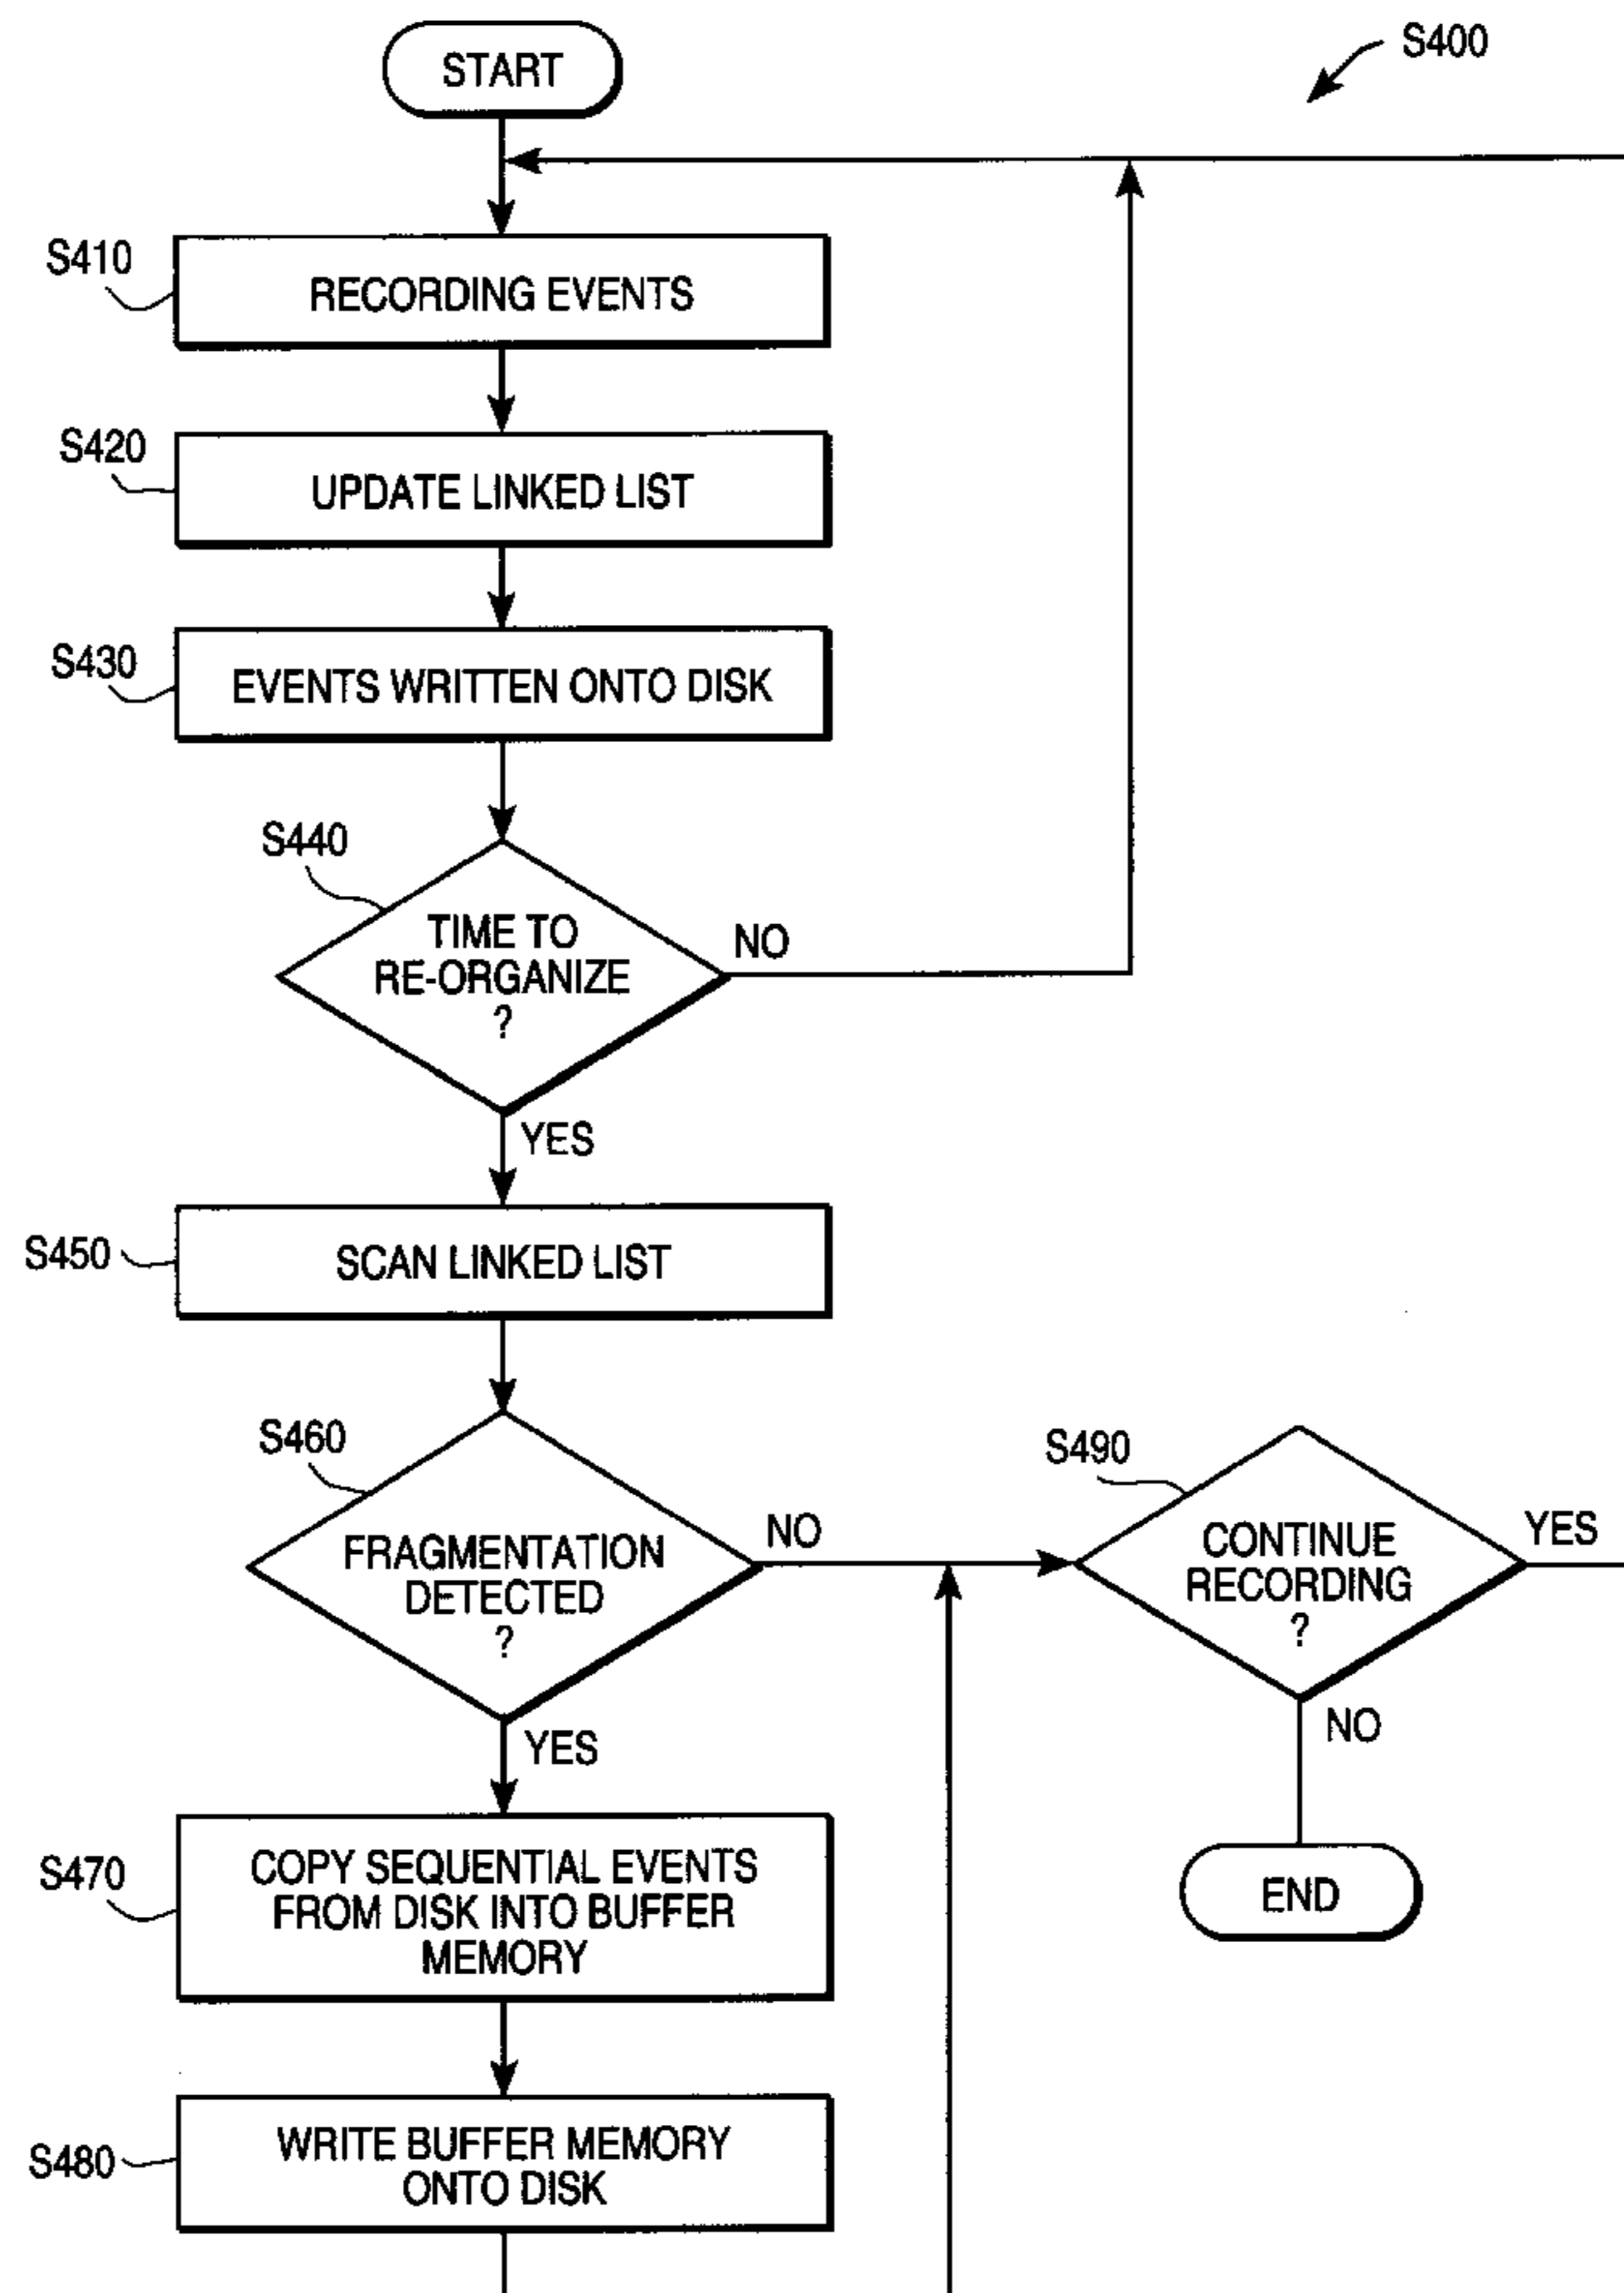 START
S400
S410
RECORDING EVENTS
S420
UPDATE LINKED LIST
S430
EVENTS WRITTEN ONTO DISK
S440
TIME TO
RE-ORGANIZE
?
NO
YES
S450
SCAN LINKED LIST
S460
FRAGMENTATION
DETECTED
?
NO
YES
S490
CONTINUE
RECORDING
?
YES
NO
END
S470
COPY SEQUENTIAL EVENTS
FROM DISK INTO BUFFER
MEMORY
S480
WRITE BUFFER MEMORY
ONTO DISK